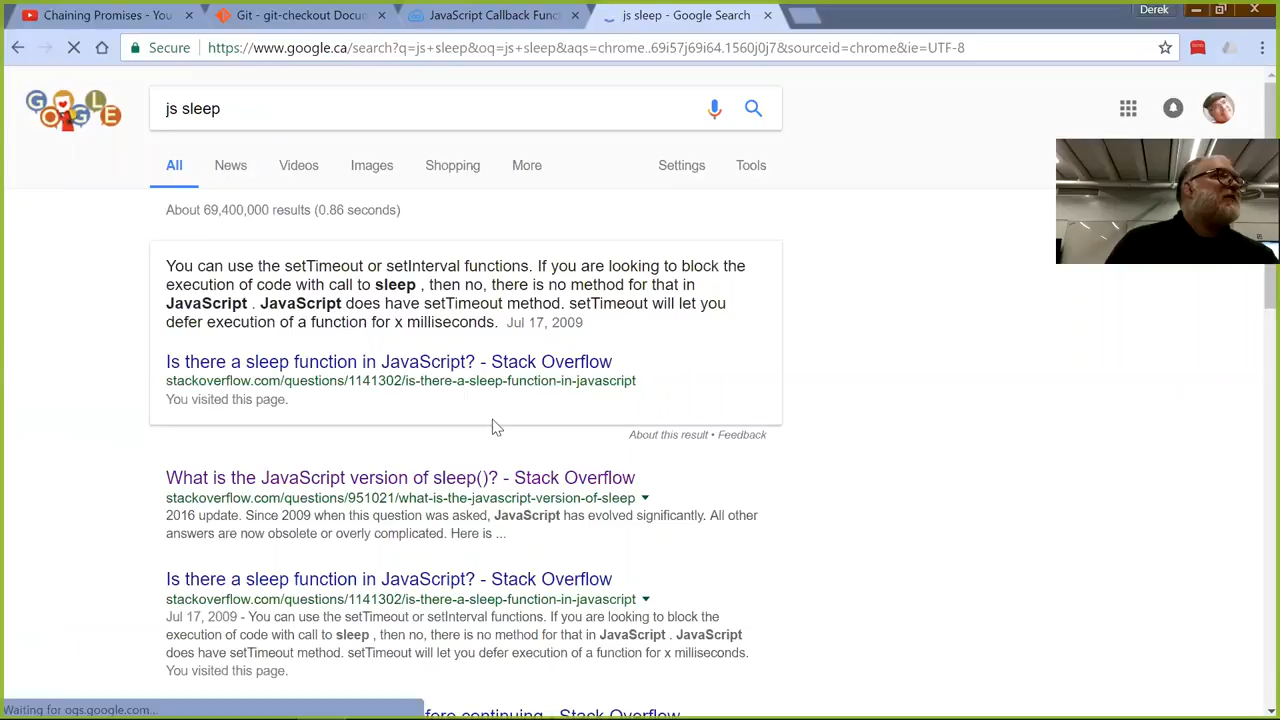 Chaining Promises - You
Git - git-checkout Docum
JavaScript Callback Func
js sleep - Google Search
Derek
Secure
https://www.google.ca/search?q=js+sleep&oq=js+sleep&aqs=chrome..69i57j69i64.1560j0j7&sourceid=chrome&ie=UTF-8
GOOGLE
js sleep
All
News
Videos
Images
Shopping
More
Settings
Tools
About 69,400,000 results (0.86 seconds)
You can use the setTimeout or setInterval functions. If you are looking to block the
execution of code with call to sleep , then no, there is no method for that in
JavaScript . JavaScript does have setTimeout method. setTimeout will let you
defer execution of a function for x milliseconds. Jul 17, 2009
Is there a sleep function in JavaScript? - Stack Overflow
stackoverflow.com/questions/1141302/is-there-a-sleep-function-in-javascript
You visited this page.
About this result • Feedback
What is the JavaScript version of sleep()? - Stack Overflow
stackoverflow.com/questions/951021/what-is-the-javascript-version-of-sleep
2016 update. Since 2009 when this question was asked, JavaScript has evolved significantly. All other
answers are now obsolete or overly complicated. Here is ...
Is there a sleep function in JavaScript? - Stack Overflow
stackoverflow.com/questions/1141302/is-there-a-sleep-function-in-javascript
Jul 17, 2009 - You can use the setTimeout or setInterval functions. If you are looking to block the
execution of code with call to sleep , then no, there is no method for that in JavaScript . JavaScript
does have setTimeout method. setTimeout will let you defer execution of a function for x milliseconds.
You visited this page.
Waiting for ogs.google.com...
fore continuing - Stack Overflow